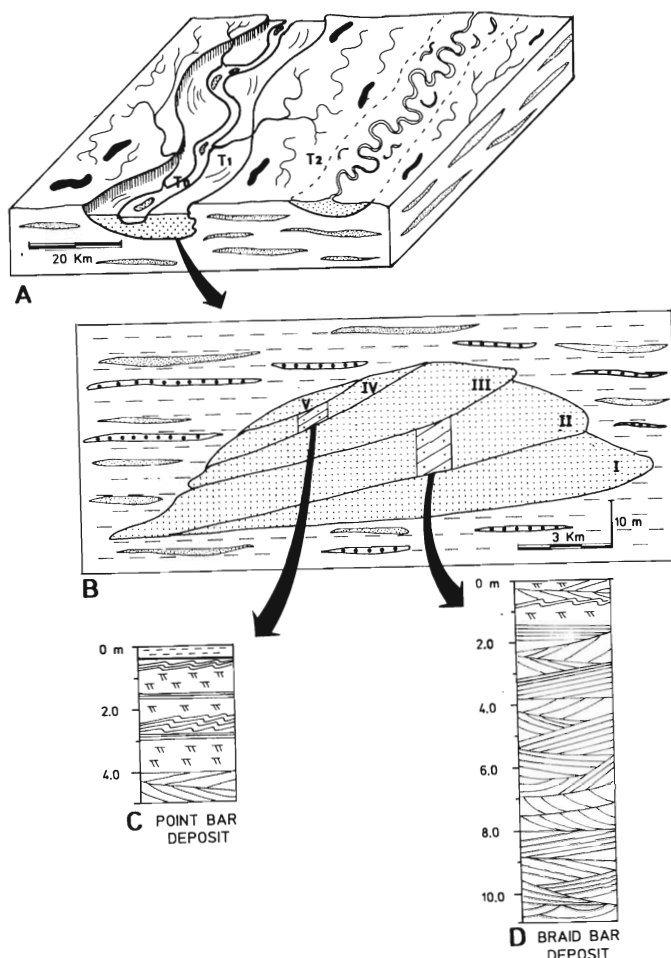 T0
T1
T2
20 Km
A
V
IV
III
II
I
10 m
3 Km
B
0 m
2.0
4.0
C POINT BAR
DEPOSIT
0 m
2.0
4.0
6.0
8.0
10.0
D BRAID BAR
DEPOSIT